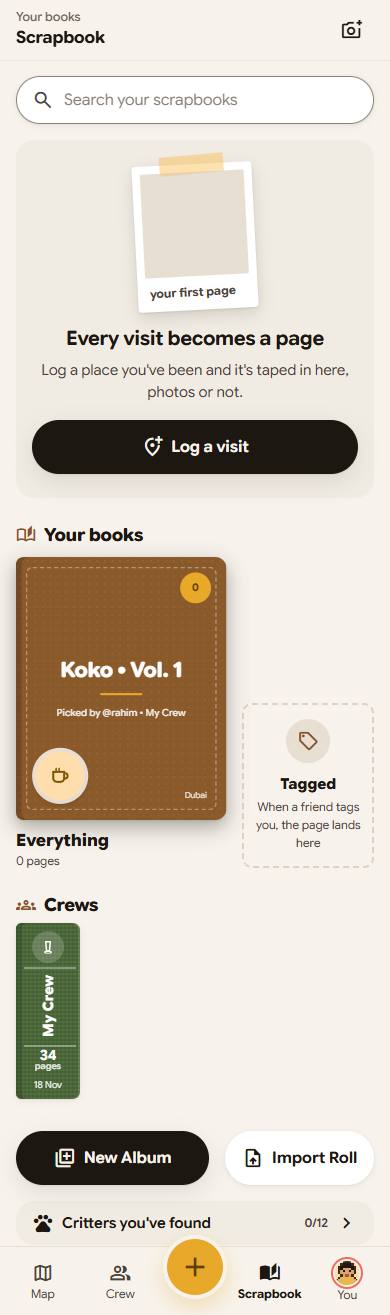 Your books
Scrapbook
Search your scrapbooks
your first page
Every visit becomes a page
Log a place you've been and it's taped in here,
photos or not.
Log a visit
Your books
0
Koko • Vol. 1
Picked by @rahim • My Crew
Dubai
Everything
0 pages
Tagged
When a friend tags
you, the page lands
here
Crews
My Crew
34
pages
18 Nov
New Album
Import Roll
Critters you've found
0/12
Map
Crew
Scrapbook
You